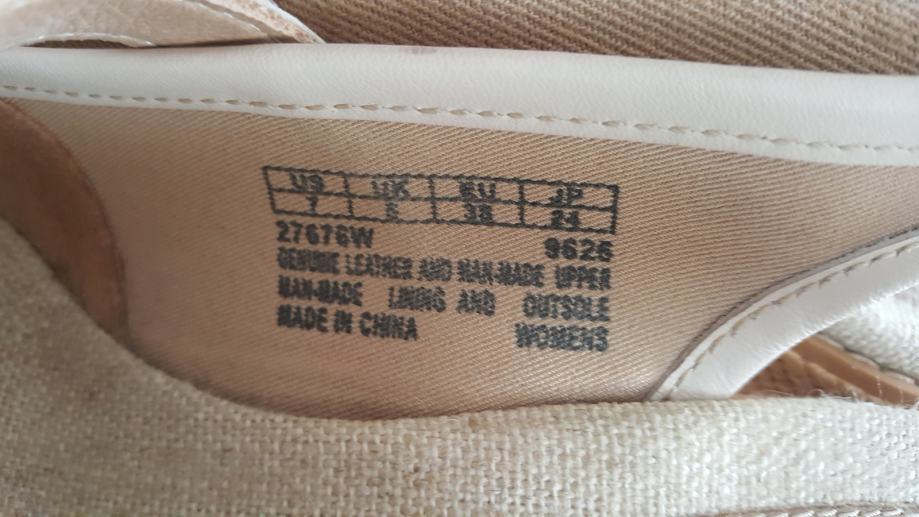 US UK EU JP
7 5 38 24
27676W 9626
GENUINE LEATHER AND MAN-MADE UPPER
MAN-MADE LINING AND OUTSOLE
MADE IN CHINA WOMENS